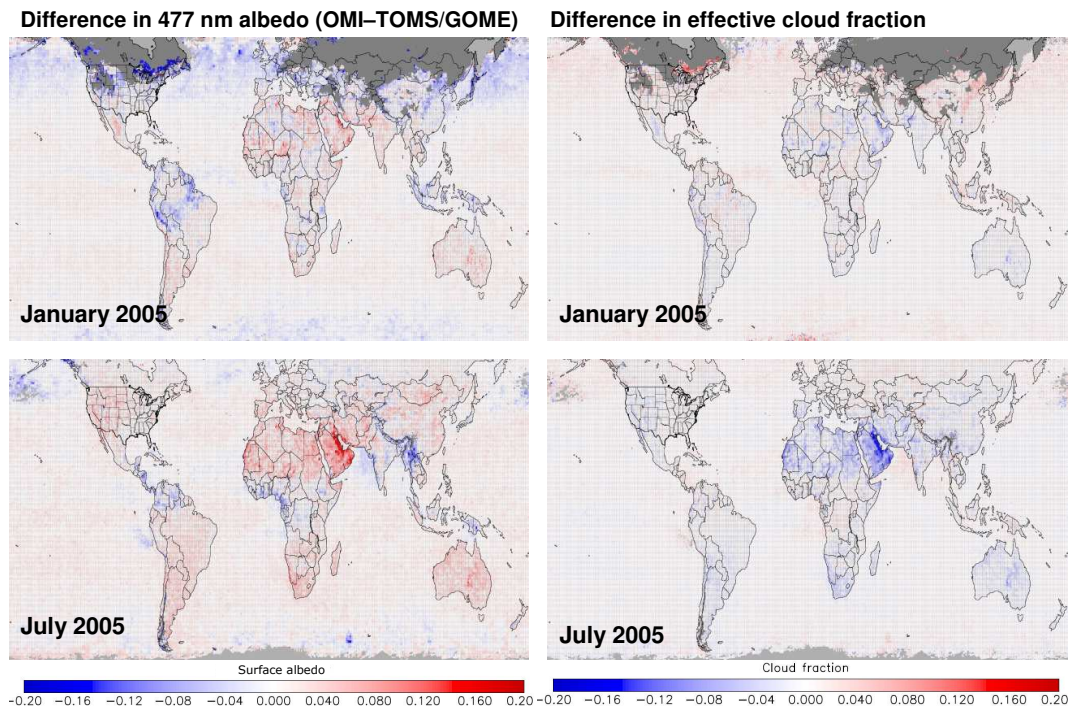 Difference in 477 nm albedo (OMI–TOMS/GOME)
Difference in effective cloud fraction
January 2005
January 2005
July 2005
July 2005
Surface albedo
Cloud fraction
−0.20 −0.16 −0.12 −0.08 −0.04 0.000 0.040 0.080 0.120 0.160 0.20
−0.20 −0.16 −0.12 −0.08 −0.04 0.000 0.040 0.080 0.120 0.160 0.20